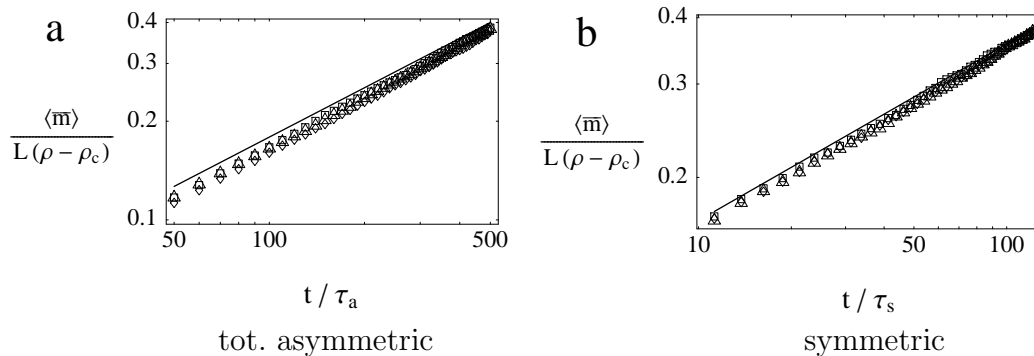 a
0.4
0.3
0.2
0.1
⟨m̅⟩
L (ρ − ρc)
50 100 500
t / τa
tot. asymmetric
b
0.4
0.3
0.2
⟨m̅⟩
L (ρ − ρc)
10 50 100
t / τs
symmetric